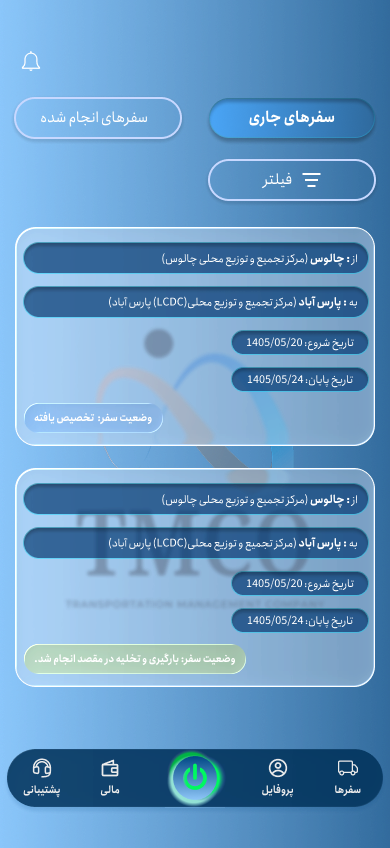 سفرهای جاری
سفرهای انجام شده
فیلتر
از : چالوس (مرکز تجمیع و توزیع محلی چالوس)
به : پارس آباد (مرکز تجمیع و توزیع محلی(LCDC) پارس آباد)
تاریخ شروع: 1405/05/20
تاریخ پایان: 1405/05/24
وضعیت سفر: تخصیص یافته
از : چالوس (مرکز تجمیع و توزیع محلی چالوس)
TMCO
به : پارس آباد (مرکز تجمیع و توزیع محلی(LCDC) پارس آباد)
تاریخ شروع: 1405/05/20
TRANSPORTATION MANAGEMENT COMPANY
تاریخ پایان: 1405/05/24
وضعیت سفر: بارگیری و تخلیه در مقصد انجام شد.
سفرها
پروفایل
مالی
پشتیبانی